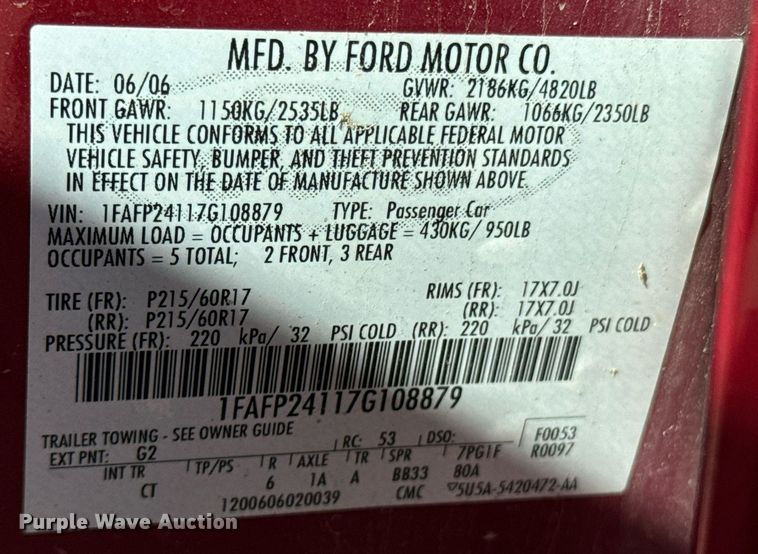 MFD. BY FORD MOTOR CO.
DATE: 06/06 GVWR: 2186KG/4820LB
FRONT GAWR: 1150KG/2535LB REAR GAWR: 1066KG/2350LB
THIS VEHICLE CONFORMS TO ALL APPLICABLE FEDERAL MOTOR
VEHICLE SAFETY, BUMPER, AND THEFT PREVENTION STANDARDS
IN EFFECT ON THE DATE OF MANUFACTURE SHOWN ABOVE.
VIN: 1FAFP24117G108879 TYPE: Passenger Car
MAXIMUM LOAD = OCCUPANTS + LUGGAGE = 430KG/950LB
OCCUPANTS = 5 TOTAL; 2 FRONT, 3 REAR
TIRE (FR): P215/60R17 RIMS (FR): 17X7.0J
(RR): P215/60R17 (RR): 17X7.0J
PRESSURE (FR): 220 kPa/ 32 PSI COLD (RR): 220 kPa/ 32 PSI COLD
1FAFP24117G108879
TRAILER TOWING - SEE OWNER GUIDE F0053
EXT PNT: G2 RC: 53 DSO: R0097
INT TR TP/PS R AXLE TR SPR 7PG1F
CT 6 1A A BB33 80A
1200606020039 CMC 5U5A-5420472-AA
Purple Wave Auction